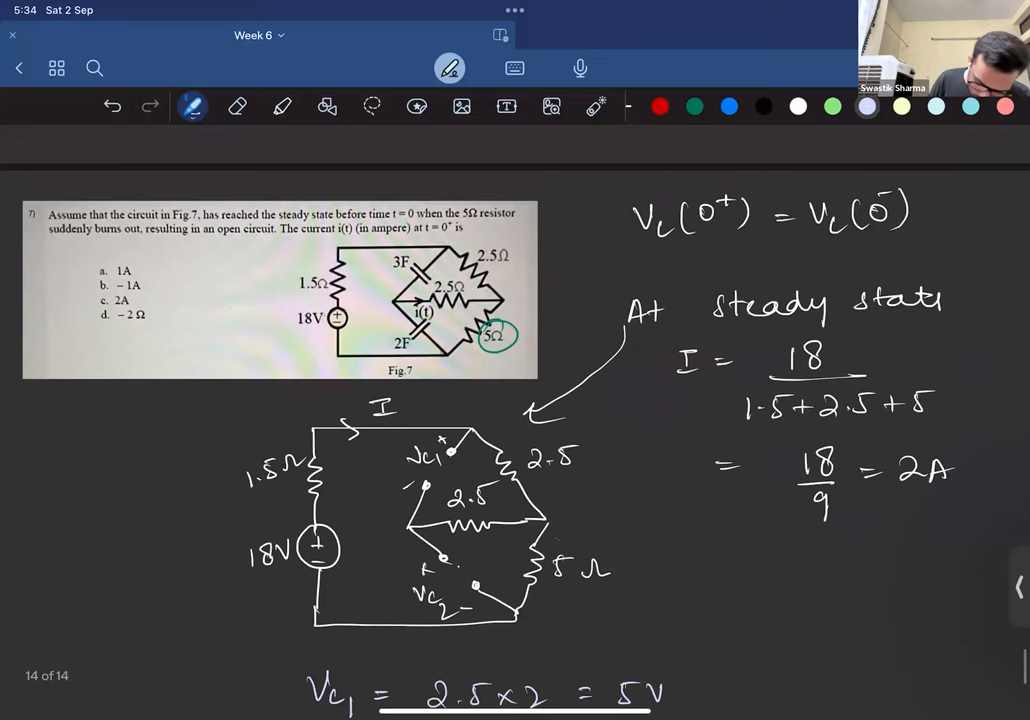 5:34 Sat 2 Sep
Week 6
Swastik Sharma
7) Assume that the circuit in Fig.7, has reached the steady state before time t = 0 when the 5Ω resistor
suddenly burns out, resulting in an open circuit. The current i(t) (in ampere) at t = 0⁺ is
a. 1A
b. – 1A
c. 2A
d. – 2 Ω
3F
2.5Ω
1.5Ω
2.5Ω
i(t)
18V
5Ω
2F
Fig.7
Vc(0⁺) = Vc(0⁻)
At steady state
I = 18
1.5+2.5+5
= 18/9 = 2A
I
1.5Ω
Vc1
+
-
2.5
2.5
18V
+
-
+
Vc2
-
5Ω
14 of 14
Vc1 = 2.5×2 = 5V